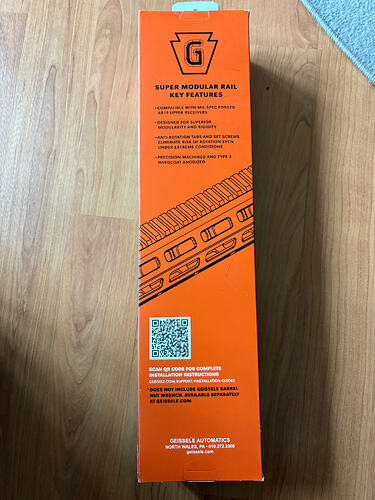 G
SUPER MODULAR RAIL
KEY FEATURES
•COMPATIBLE WITH MIL-SPEC FORGED
AR15 UPPER RECEIVERS
•DESIGNED FOR SUPERIOR
MODULARITY AND RIGIDITY
•ANTI-ROTATION TABS AND SET SCREWS
ELIMINATE RISK OF ROTATION EVEN
UNDER EXTREME CONDITIONS
•PRECISION MACHINED AND TYPE-3
HARDCOAT ANODIZED
SCAN QR CODE FOR COMPLETE
INSTALLATION INSTRUCTIONS
GEISSELE.COM/SUPPORT/INSTALLATION-GUIDES
*DOES NOT INCLUDE GEISSELE BARREL
NUT WRENCH, AVAILABLE SEPARATELY
AT GEISSELE.COM
GEISSELE AUTOMATICS
NORTH WALES, PA • 610.272.2060
geissele.com